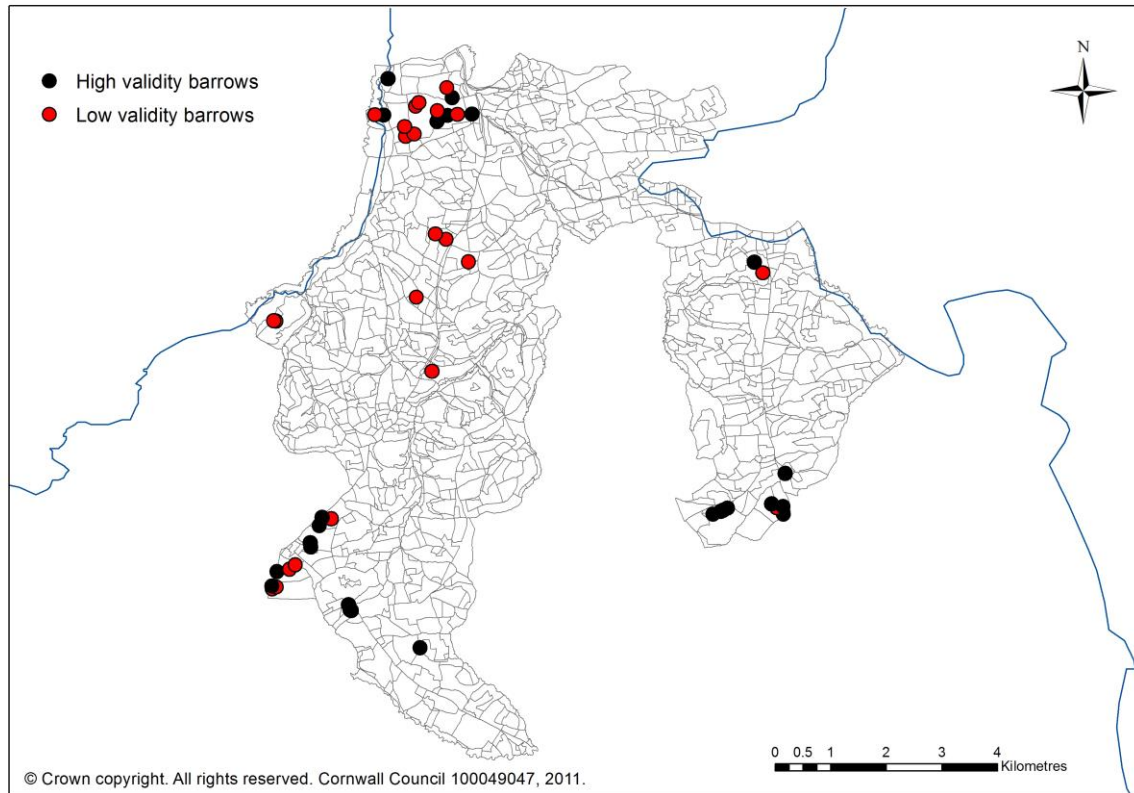 High validity barrows
Low validity barrows
N
0 0.5 1 2 3 4
Kilometres
© Crown copyright. All rights reserved. Cornwall Council 100049047, 2011.